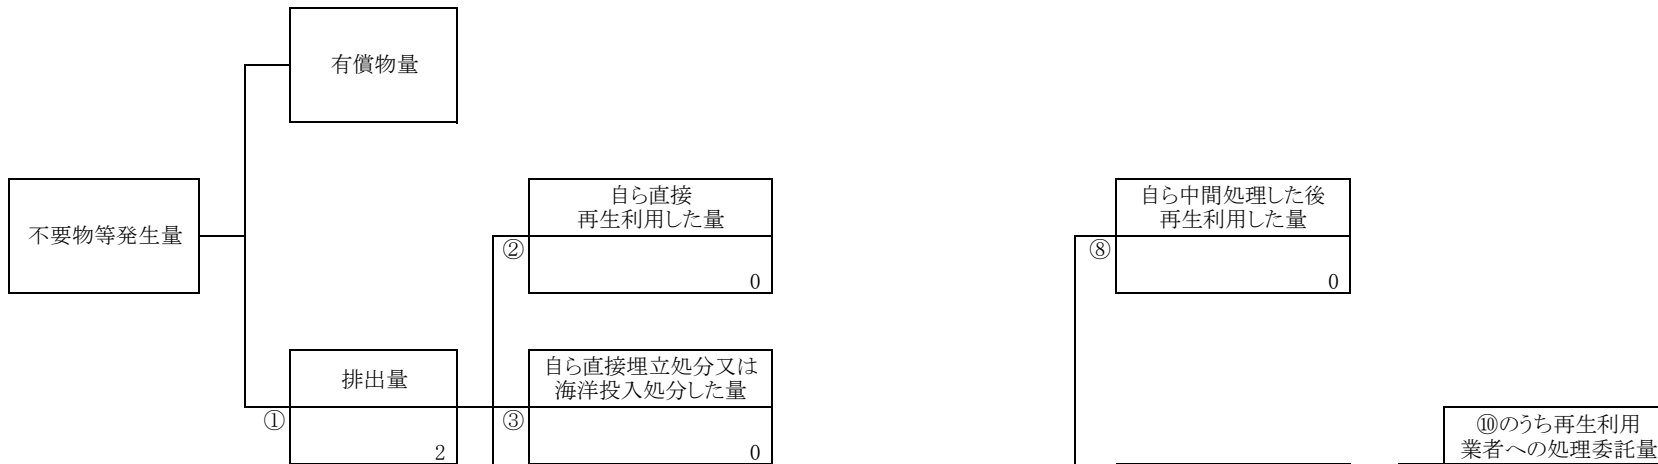 有償物量
不要物等発生量
自ら直接
再生利用した量
②
0
自ら中間処理した後
再生利用した量
⑧
0
排出量
①
2
自ら直接埋立処分又は
海洋投入処分した量
③
0
⑩のうち再生利用
業者への処理委託量